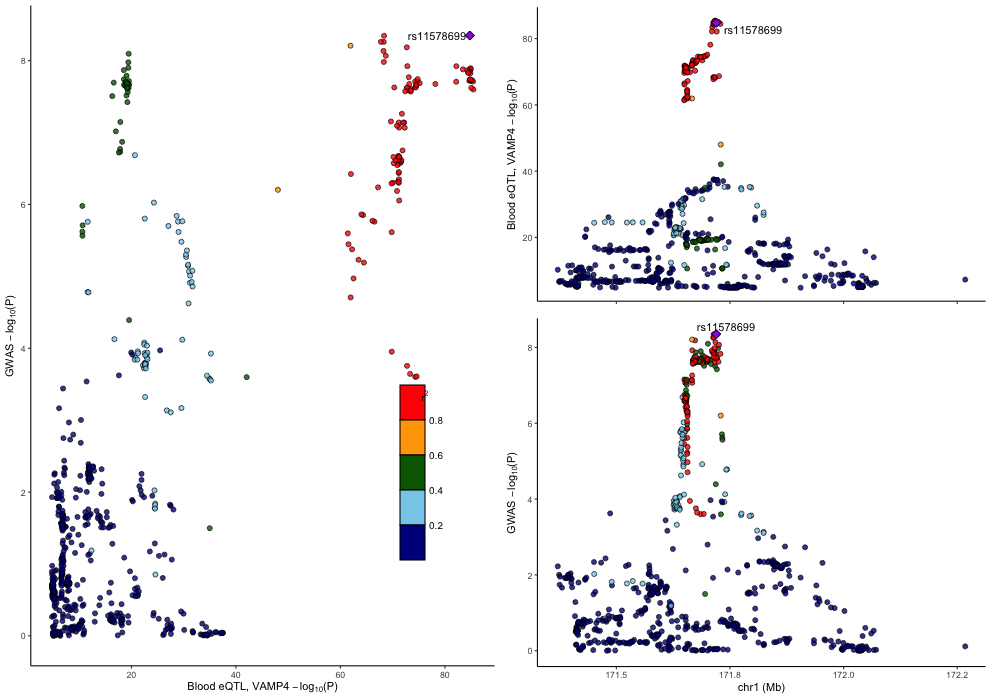 rs11578699
8
6
4
2
0
20
40
60
80
GWAS − log10(P)
Blood eQTL, VAMP4 − log10(P)
r2
0.8
0.6
0.4
0.2
rs11578699
80
60
40
20
Blood eQTL, VAMP4 − log10(P)
rs11578699
8
6
4
2
0
GWAS − log10(P)
171.5
171.8
172.0
172.2
chr1 (Mb)